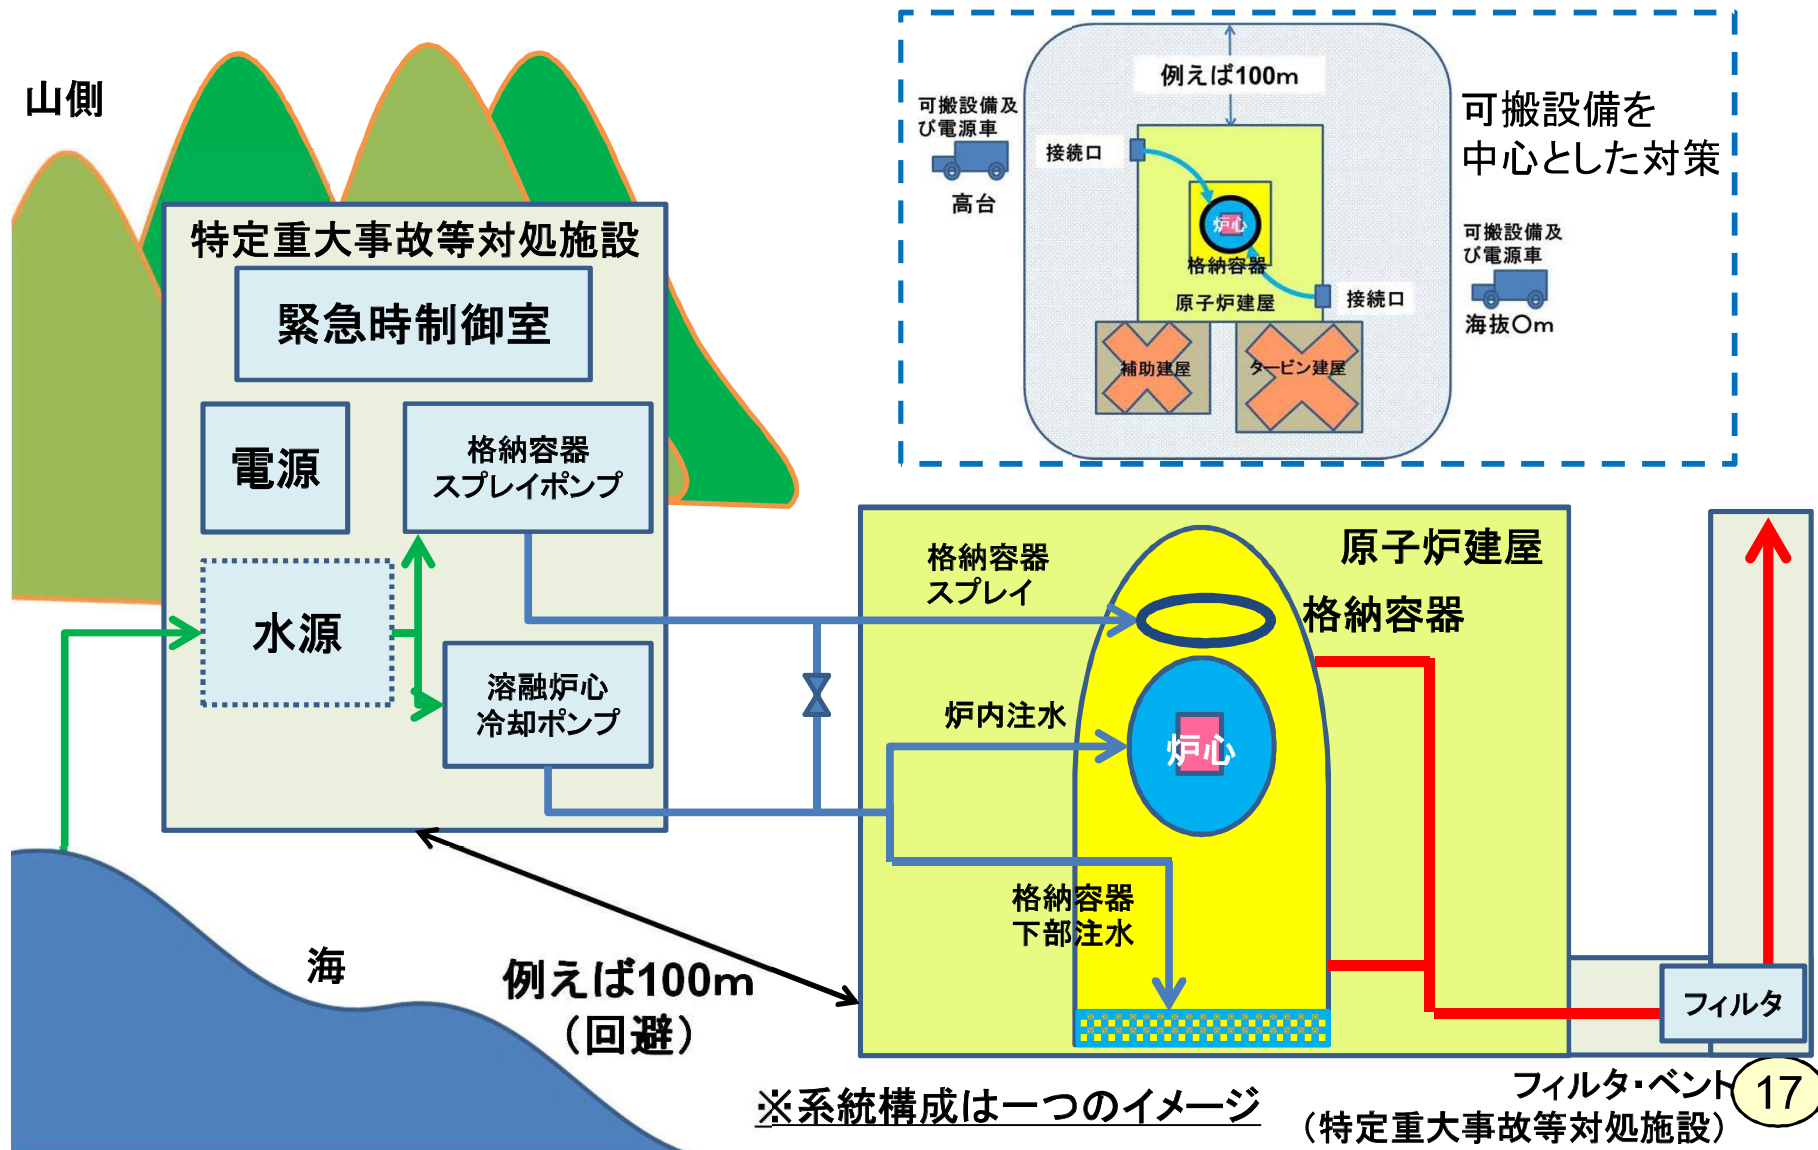 山側
特定重大事故等対処施設
緊急時制御室
電源
格納容器
スプレイポンプ
水源
溶融炉心
冷却ポンプ
海
例えば100m
（回避）
例えば100m
可搬設備及
び電源車
高台
接続口
炉心
格納容器
原子炉建屋
接続口
補助建屋
タービン建屋
可搬設備を
中心とした対策
可搬設備及
び電源車
海抜〇m
原子炉建屋
格納容器
格納容器
スプレイ
炉内注水
炉心
格納容器
下部注水
フィルタ
フィルタ・ベント
（特定重大事故等対処施設）
※系統構成は一つのイメージ
17